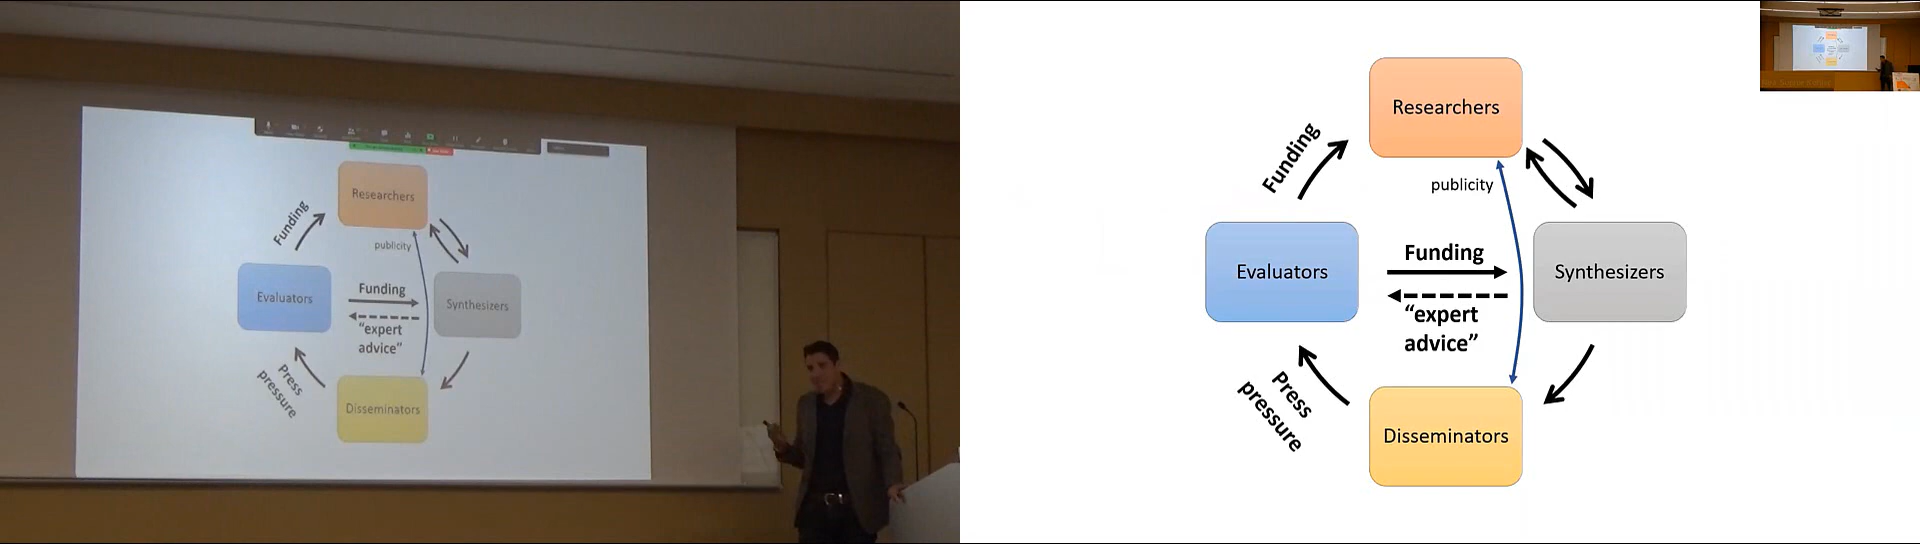 Researchers
Funding
publicity
Evaluators
Funding
Synthesizers
“expert
advice”
Press
pressure
Disseminators
Researchers
Funding
publicity
Evaluators
Funding
Synthesizers
“expert
advice”
Press
pressure
Disseminators